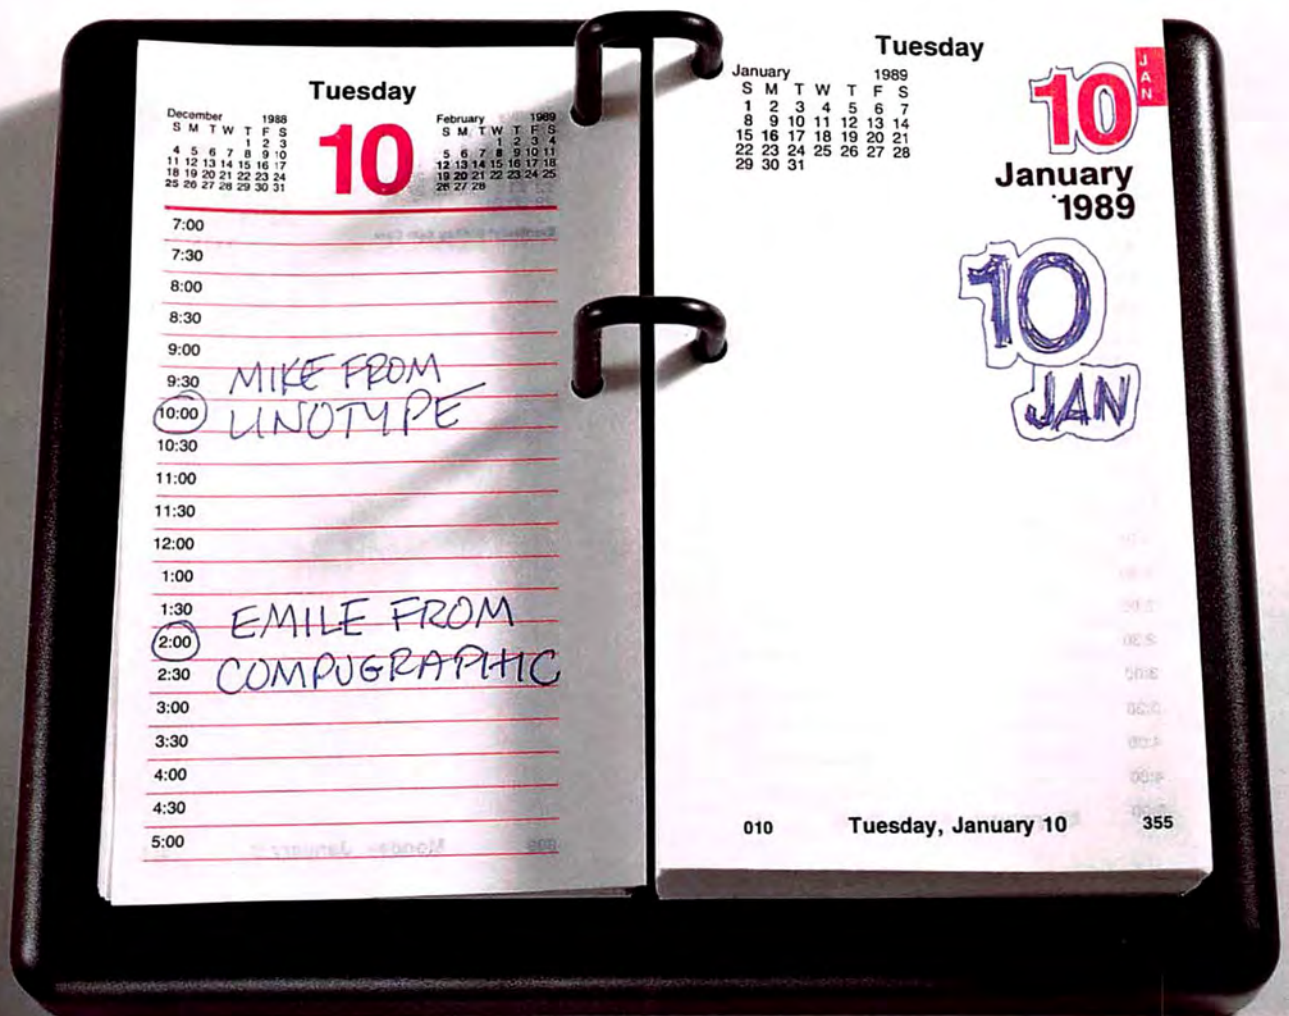 Tuesday
December 1988
S M T W T F S
1 2 3
4 5 6 7 8 9 10
11 12 13 14 15 16 17
18 19 20 21 22 23 24
25 26 27 28 29 30 31
10
February 1989
S M T W T F S
1 2 3 4
5 6 7 8 9 10 11
12 13 14 15 16 17 18
19 20 21 22 23 24 25
26 27 28
7:00
7:30
8:00
8:30
9:00
9:30 MIKE FROM
10:00 LINOTYPE
10:30
11:00
11:30
12:00
1:00
1:30 EMILE FROM
2:00
2:30 COMPUGRAPHIC
3:00
3:30
4:00
4:30
5:00
Tuesday
January 1989
S M T W T F S
1 2 3 4 5 6 7
8 9 10 11 12 13 14
15 16 17 18 19 20 21
22 23 24 25 26 27 28
29 30 31
10
JAN
January
1989
10
JAN
010 Tuesday, January 10 355